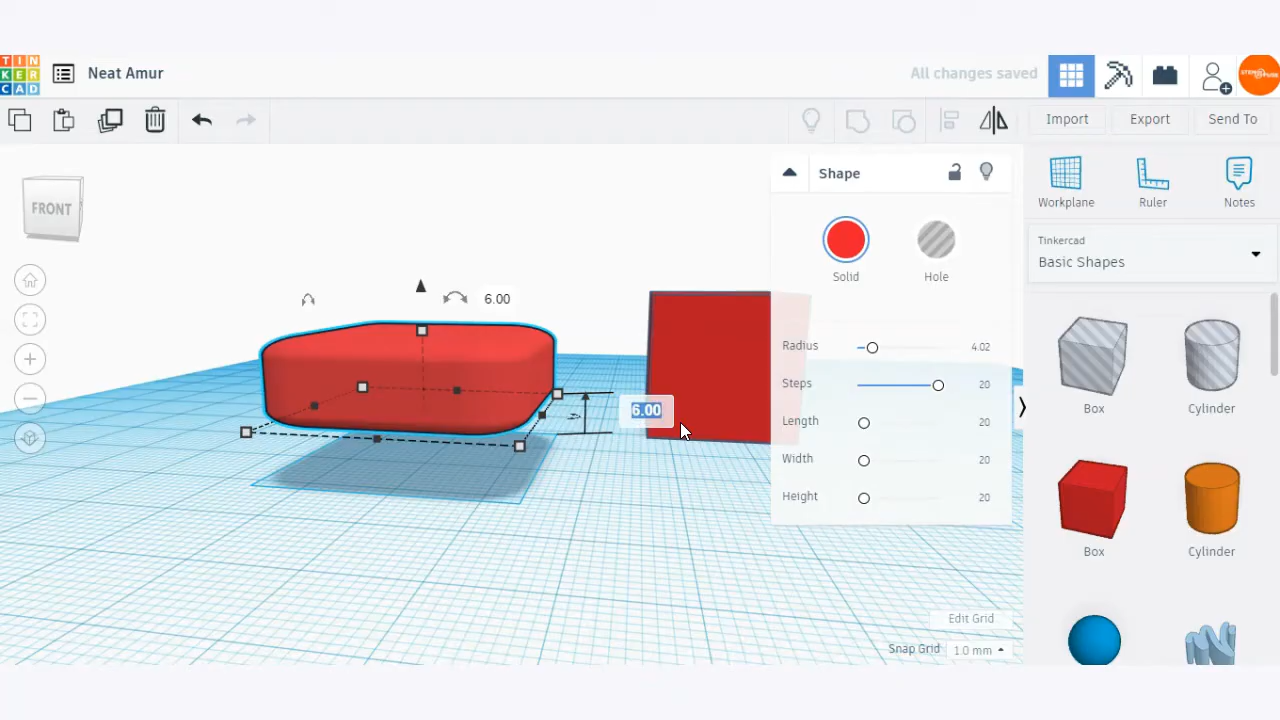 TIN
KER
CAD
Neat Amur
All changes saved
Import
Export
Send To
Shape
Workplane
Ruler
Notes
FRONT
Solid
Hole
Tinkercad
Basic Shapes
6.00
Radius
4.02
Steps
20
6.00
Length
20
Width
20
Height
20
Box
Cylinder
Box
Cylinder
Edit Grid
Snap Grid
1.0 mm